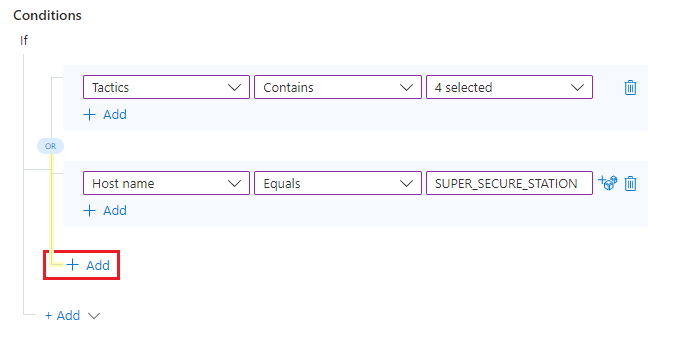 Conditions
If
Tactics Contains 4 selected
+ Add
OR
Host name Equals SUPER_SECURE_STATION
+ Add
+ Add
+ Add